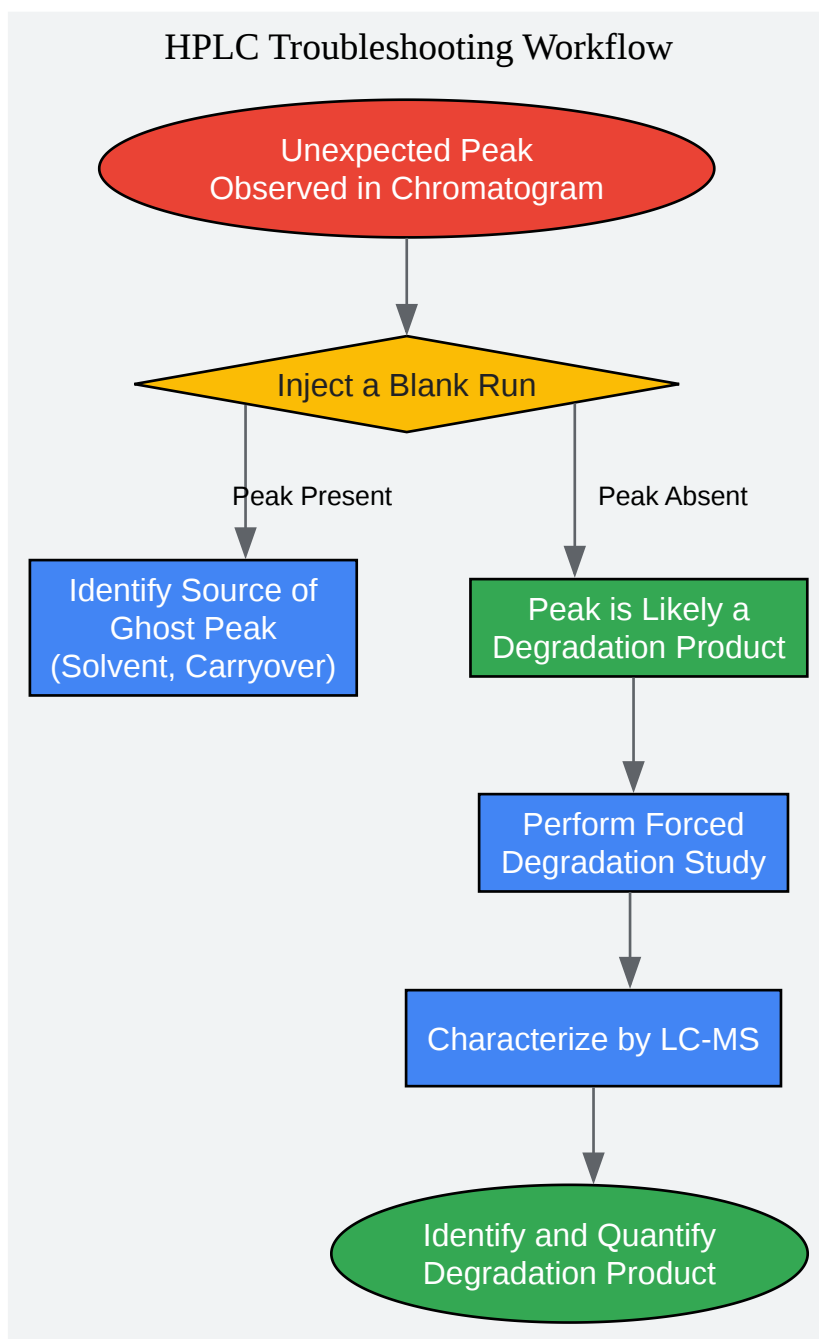 HPLC Troubleshooting Workflow
Unexpected Peak
Observed in Chromatogram
Inject a Blank Run
Peak Present
Peak Absent
Identify Source of
Ghost Peak
(Solvent, Carryover)
Peak is Likely a
Degradation Product
Perform Forced
Degradation Study
Characterize by LC-MS
Identify and Quantify
Degradation Product